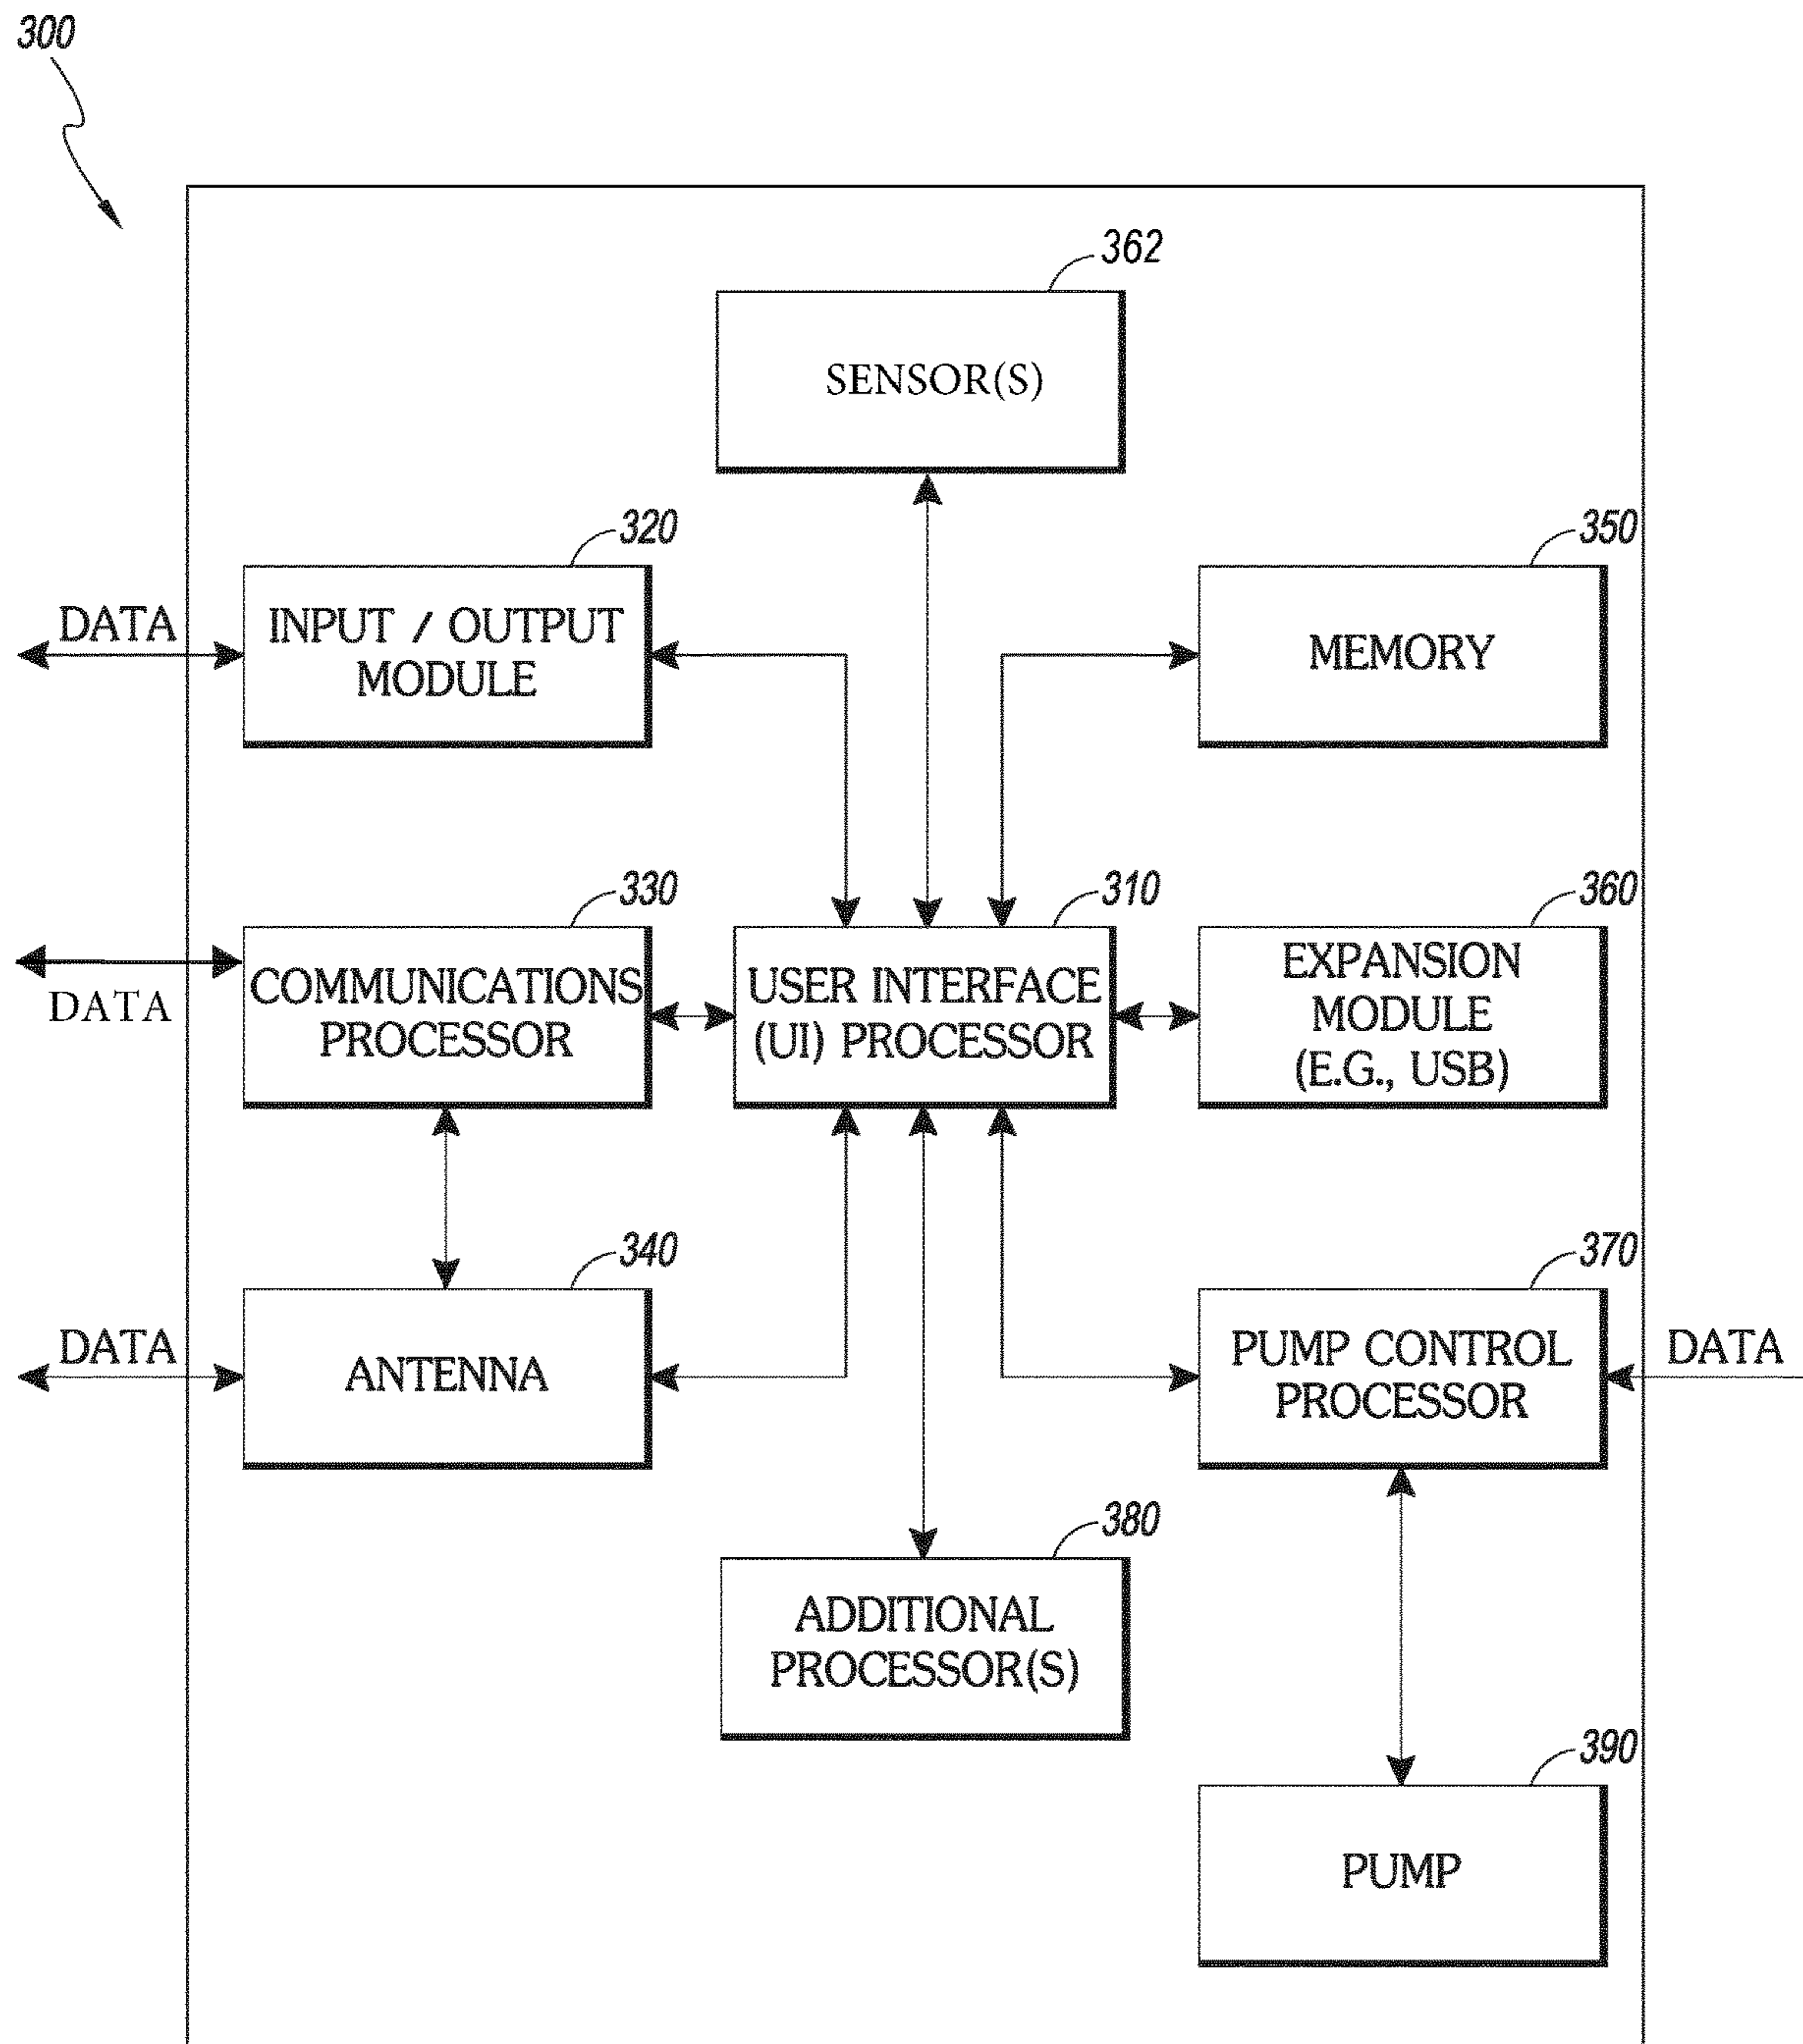 300
362
SENSOR(S)
320
350
DATA
INPUT / OUTPUT
MODULE
MEMORY
330
310
360
DATA
COMMUNICATIONS
PROCESSOR
USER INTERFACE
(UI) PROCESSOR
EXPANSION
MODULE
(E.G., USB)
340
370
DATA
ANTENNA
PUMP CONTROL
PROCESSOR
DATA
380
ADDITIONAL
PROCESSOR(S)
390
PUMP